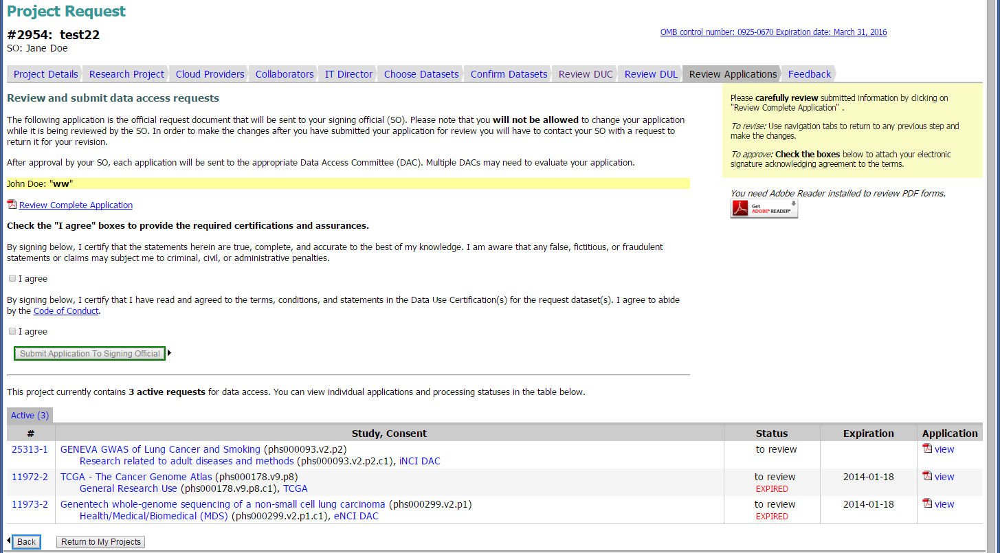 Project Request
#2954: test22
OMB control number: 0925-0670 Expiration date: March 31, 2016
SO: Jane Doe
Project Details Research Project Cloud Providers Collaborators IT Director Choose Datasets Confirm Datasets Review DUC Review DUL Review Applications Feedback
Review and submit data access requests
The following application is the official request document that will be sent to your signing official (SO). Please note that you will not be allowed to change your application
while it is being reviewed by the SO. In order to make the changes after you have submitted your application for review you will have to contact your SO with a request to
return it for your revision.
After approval by your SO, each application will be sent to the appropriate Data Access Committee (DAC). Multiple DACs may need to evaluate your application.
John Doe: "ww"
Review Complete Application
Check the "I agree" boxes to provide the required certifications and assurances.
By signing below, I certify that the statements herein are true, complete, and accurate to the best of my knowledge. I am aware that any false, fictitious, or fraudulent
statements or claims may subject me to criminal, civil, or administrative penalties.
I agree
By signing below, I certify that I have read and agreed to the terms, conditions, and statements in the Data Use Certification(s) for the request dataset(s). I agree to abide
by the Code of Conduct.
I agree
Submit Application To Signing Official
Please carefully review submitted information by clicking on
"Review Complete Application" .
To revise: Use navigation tabs to return to any previous step and
make the changes.
To approve: Check the boxes below to attach your electronic
signature acknowledging agreement to the terms.
You need Adobe Reader installed to review PDF forms.
Get
ADOBE® READER®
This project currently contains 3 active requests for data access. You can view individual applications and processing statuses in the table below.
Active (3)
# Study, Consent Status Expiration Application
25313-1 GENEVA GWAS of Lung Cancer and Smoking (phs000093.v2.p2) to review view
Research related to adult diseases and methods (phs000093.v2.p2.c1), iNCI DAC
11972-2 TCGA - The Cancer Genome Atlas (phs000178.v9.p8) to review 2014-01-18 view
General Research Use (phs000178.v9.p8.c1), TCGA EXPIRED
11973-2 Genentech whole-genome sequencing of a non-small cell lung carcinoma (phs000299.v2.p1) to review 2014-01-18 view
Health/Medical/Biomedical (MDS) (phs000299.v2.p1.c1), eNCI DAC EXPIRED
Back Return to My Projects